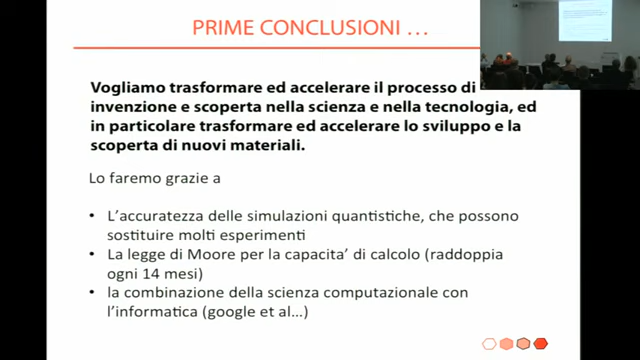 PRIME CONCLUSIONI …
Vogliamo trasformare ed accelerare il processo di
invenzione e scoperta nella scienza e nella tecnologia, ed
in particolare trasformare ed accelerare lo sviluppo e la
scoperta di nuovi materiali.
Lo faremo grazie a
• L’accuratezza delle simulazioni quantistiche, che possono
sostituire molti esperimenti
• La legge di Moore per la capacita’ di calcolo (raddoppia
ogni 14 mesi)
• la combinazione della scienza computazionale con
l’informatica (google et al…)